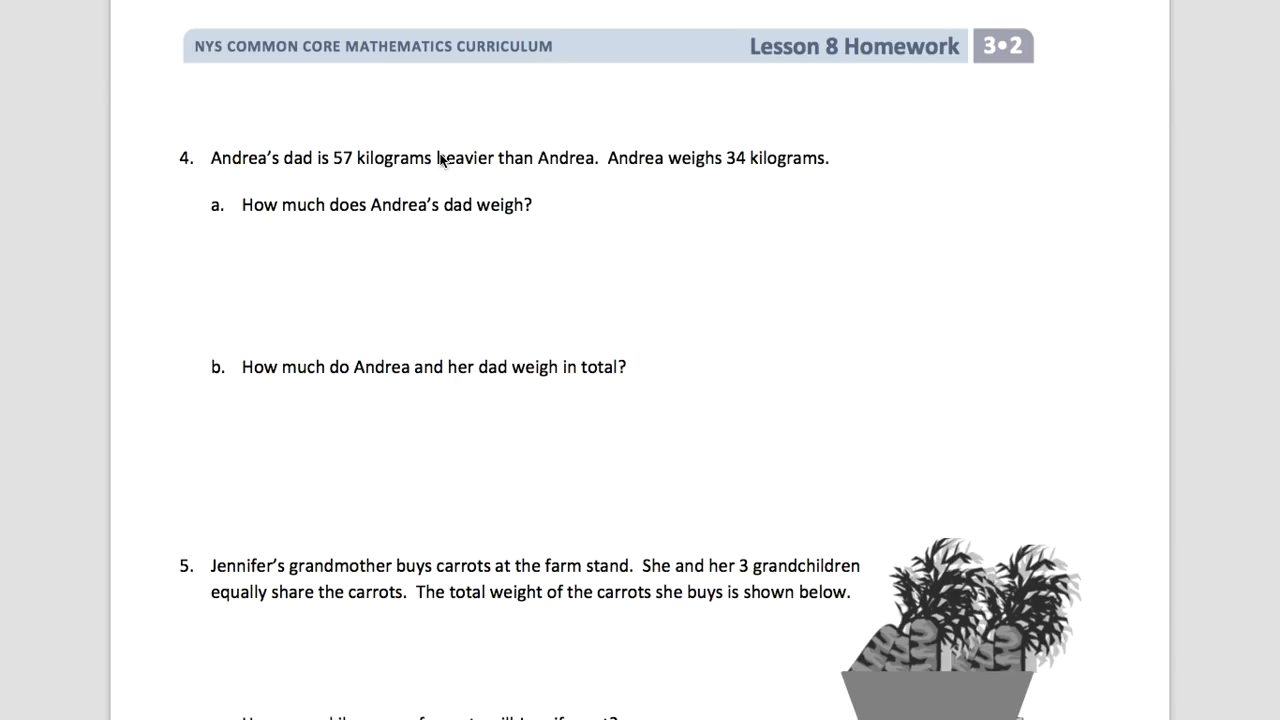 NYS COMMON CORE MATHEMATICS CURRICULUM Lesson 8 Homework 3•2
4. Andrea’s dad is 57 kilograms heavier than Andrea. Andrea weighs 34 kilograms.
a. How much does Andrea’s dad weigh?
b. How much do Andrea and her dad weigh in total?
5. Jennifer’s grandmother buys carrots at the farm stand. She and her 3 grandchildren
equally share the carrots. The total weight of the carrots she buys is shown below.